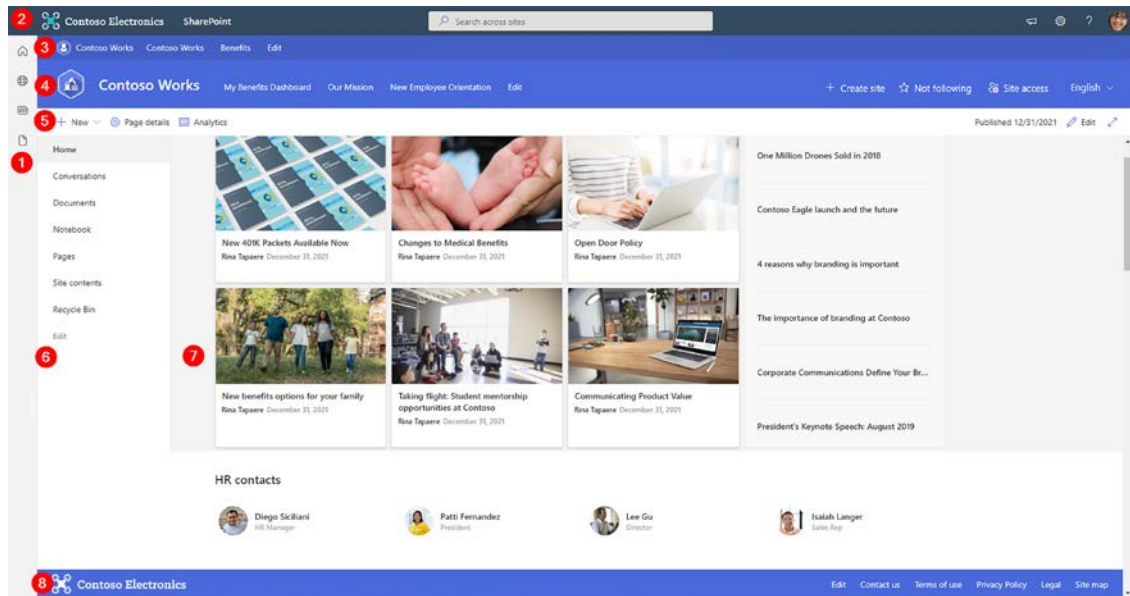 2 Contoso Electronics SharePoint Search across sites ?
3 Contoso Works Contoso Works Benefits Edit
4 Contoso Works My Benefits Dashboard Our Mission New Employee Orientation Edit + Create site Not following Site access English
5 + New Page details Analytics Published 12/31/2021 Edit
1
Home
Conversations
Documents
Notebook
Pages
Site contents
Recycle Bin
Edit
6
7
New 401K Packets Available Now
Rina Tapaere December 31, 2021
Changes to Medical Benefits
Rina Tapaere December 31, 2021
Open Door Policy
Rina Tapaere December 31, 2021
New benefits options for your family
Rina Tapaere December 31, 2021
Taking flight: Student mentorship
opportunities at Contoso
Rina Tapaere December 31, 2021
Communicating Product Value
Rina Tapaere December 31, 2021
One Million Drones Sold in 2018
Contoso Eagle launch and the future
4 reasons why branding is important
The importance of branding at Contoso
Corporate Communications Define Your Br...
President's Keynote Speech: August 2019
HR contacts
Diego Siciliani
HR Manager
Patti Fernandez
President
Lee Gu
Director
Isaiah Langer
Sales Rep
8 Contoso Electronics Edit Contact us Terms of use Privacy Policy Legal Site map